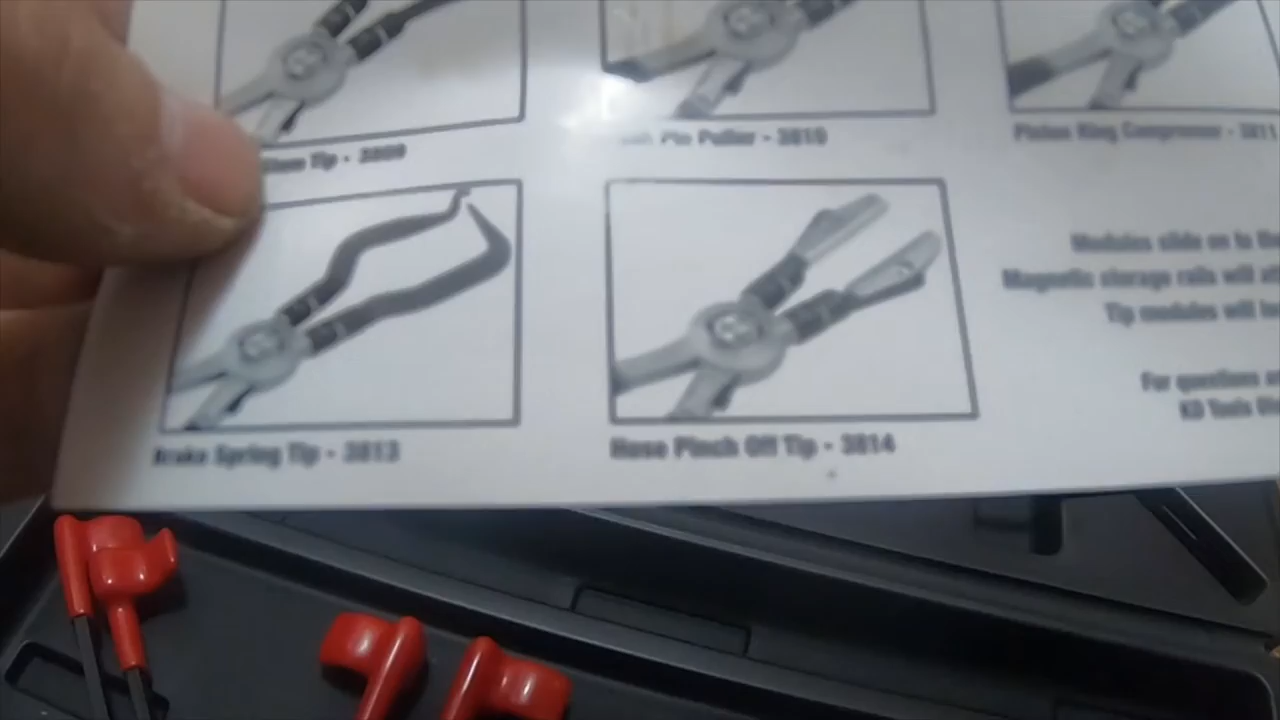 Tip - 3809
Pin Puller - 3810
Piston Ring Compressor - 3811
Brake Spring Tip - 3813
Hose Pinch Off Tip - 3814
Modules slide on to
Magnetic storage rails will
Tip modules will
For questions
KD Tools